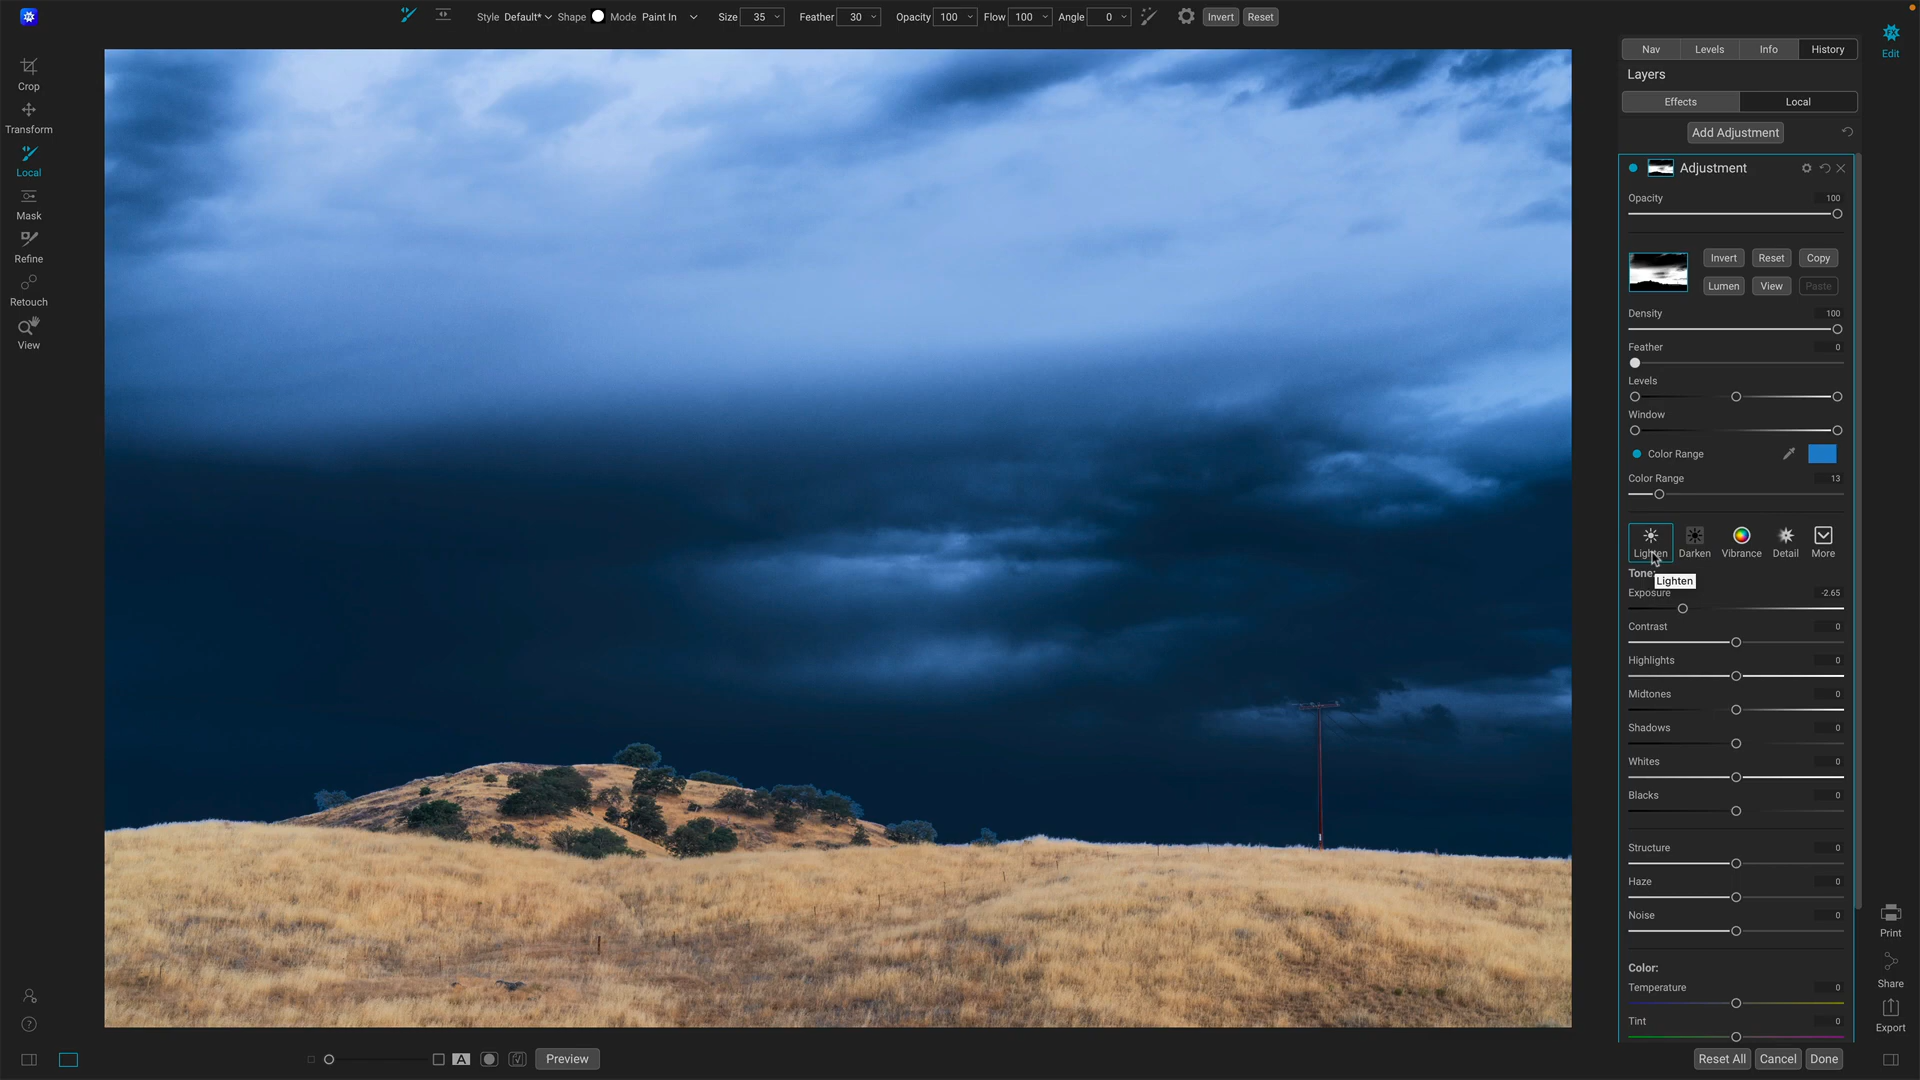 Style Default* Shape Mode Paint In Size 35 Feather 30 Opacity 100 Flow 100 Angle 0 Invert Reset
Crop
Transform
Local
Mask
Refine
Retouch
View
Nav Levels Info History
Edit
Layers
Effects Local
Add Adjustment
Adjustment
Opacity 100
Invert Reset Copy
Lumen View Paste
Density 100
Feather 0
Levels
Window
Color Range
Color Range 13
Lighten Darken Vibrance Detail More
Tone:
Lighten
Exposure -2.65
Contrast 0
Highlights 0
Midtones 0
Shadows 0
Whites 0
Blacks 0
Structure 0
Haze 0
Noise 0
Color:
Temperature 0
Tint 0
Print
Share
Export
? 
A Preview
Reset All Cancel Done